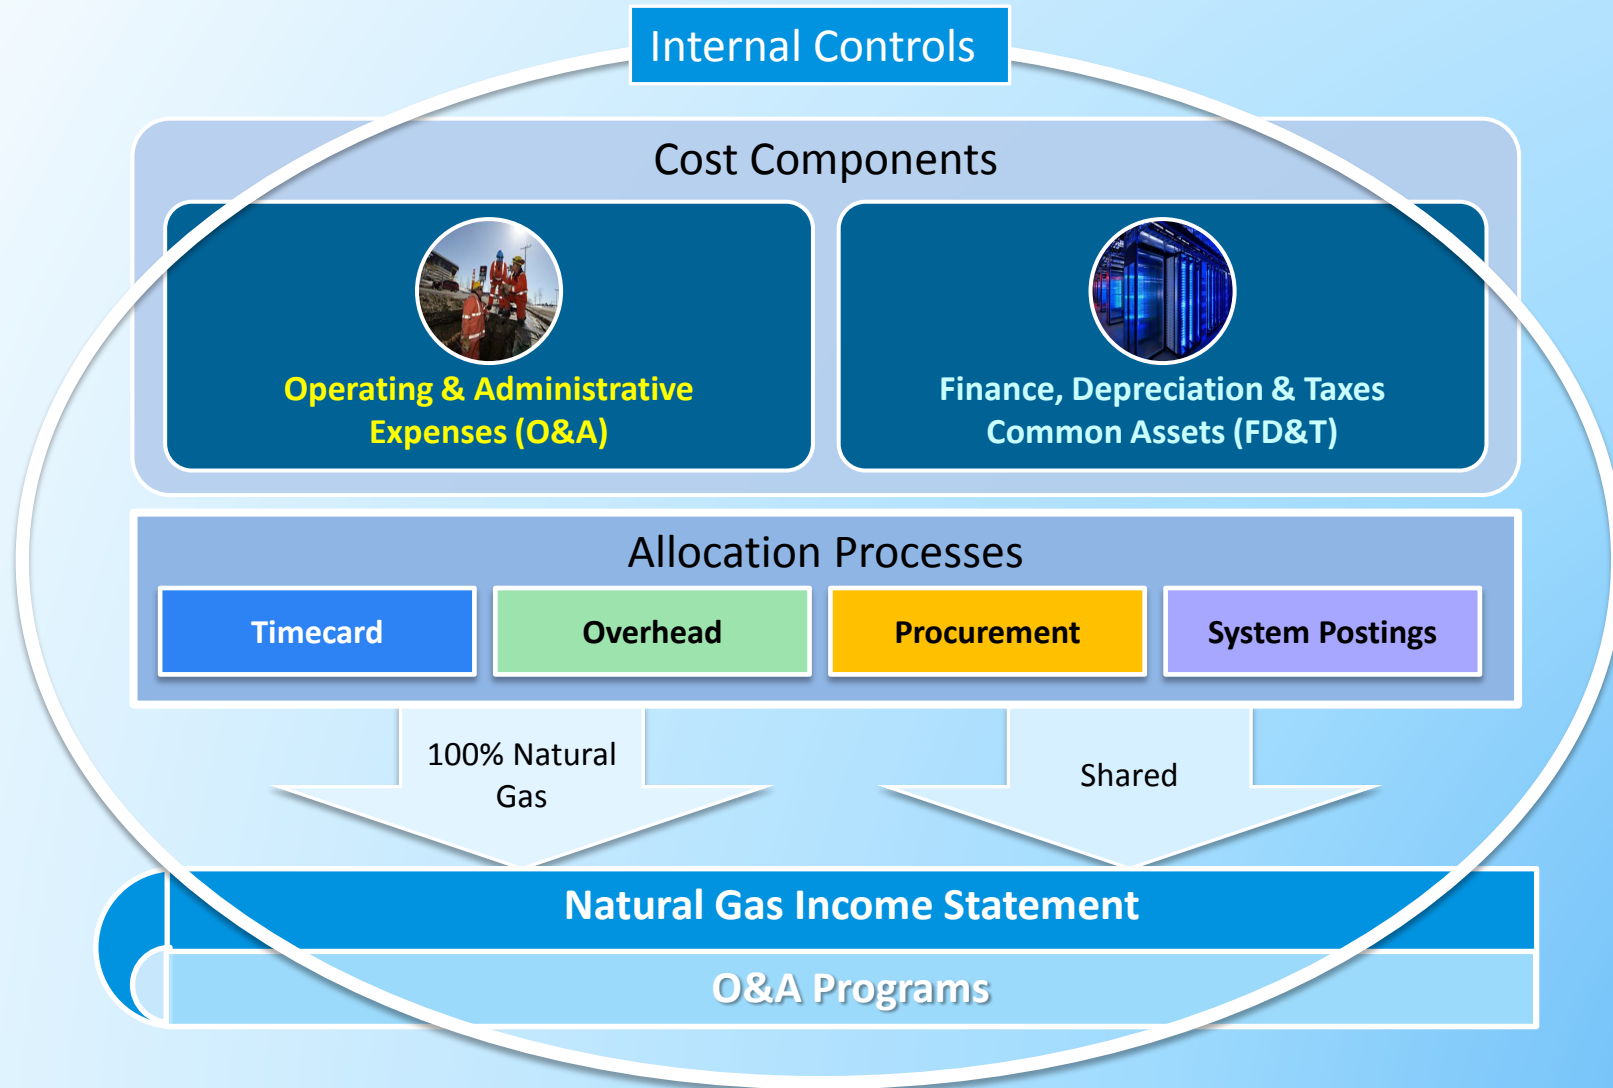 Internal Controls
Cost Components
Operating & Administrative
Expenses (O&A)
Finance, Depreciation & Taxes
Common Assets (FD&T)
Allocation Processes
Timecard
Overhead
Procurement
System Postings
100% Natural
Gas
Shared
Natural Gas Income Statement
O&A Programs